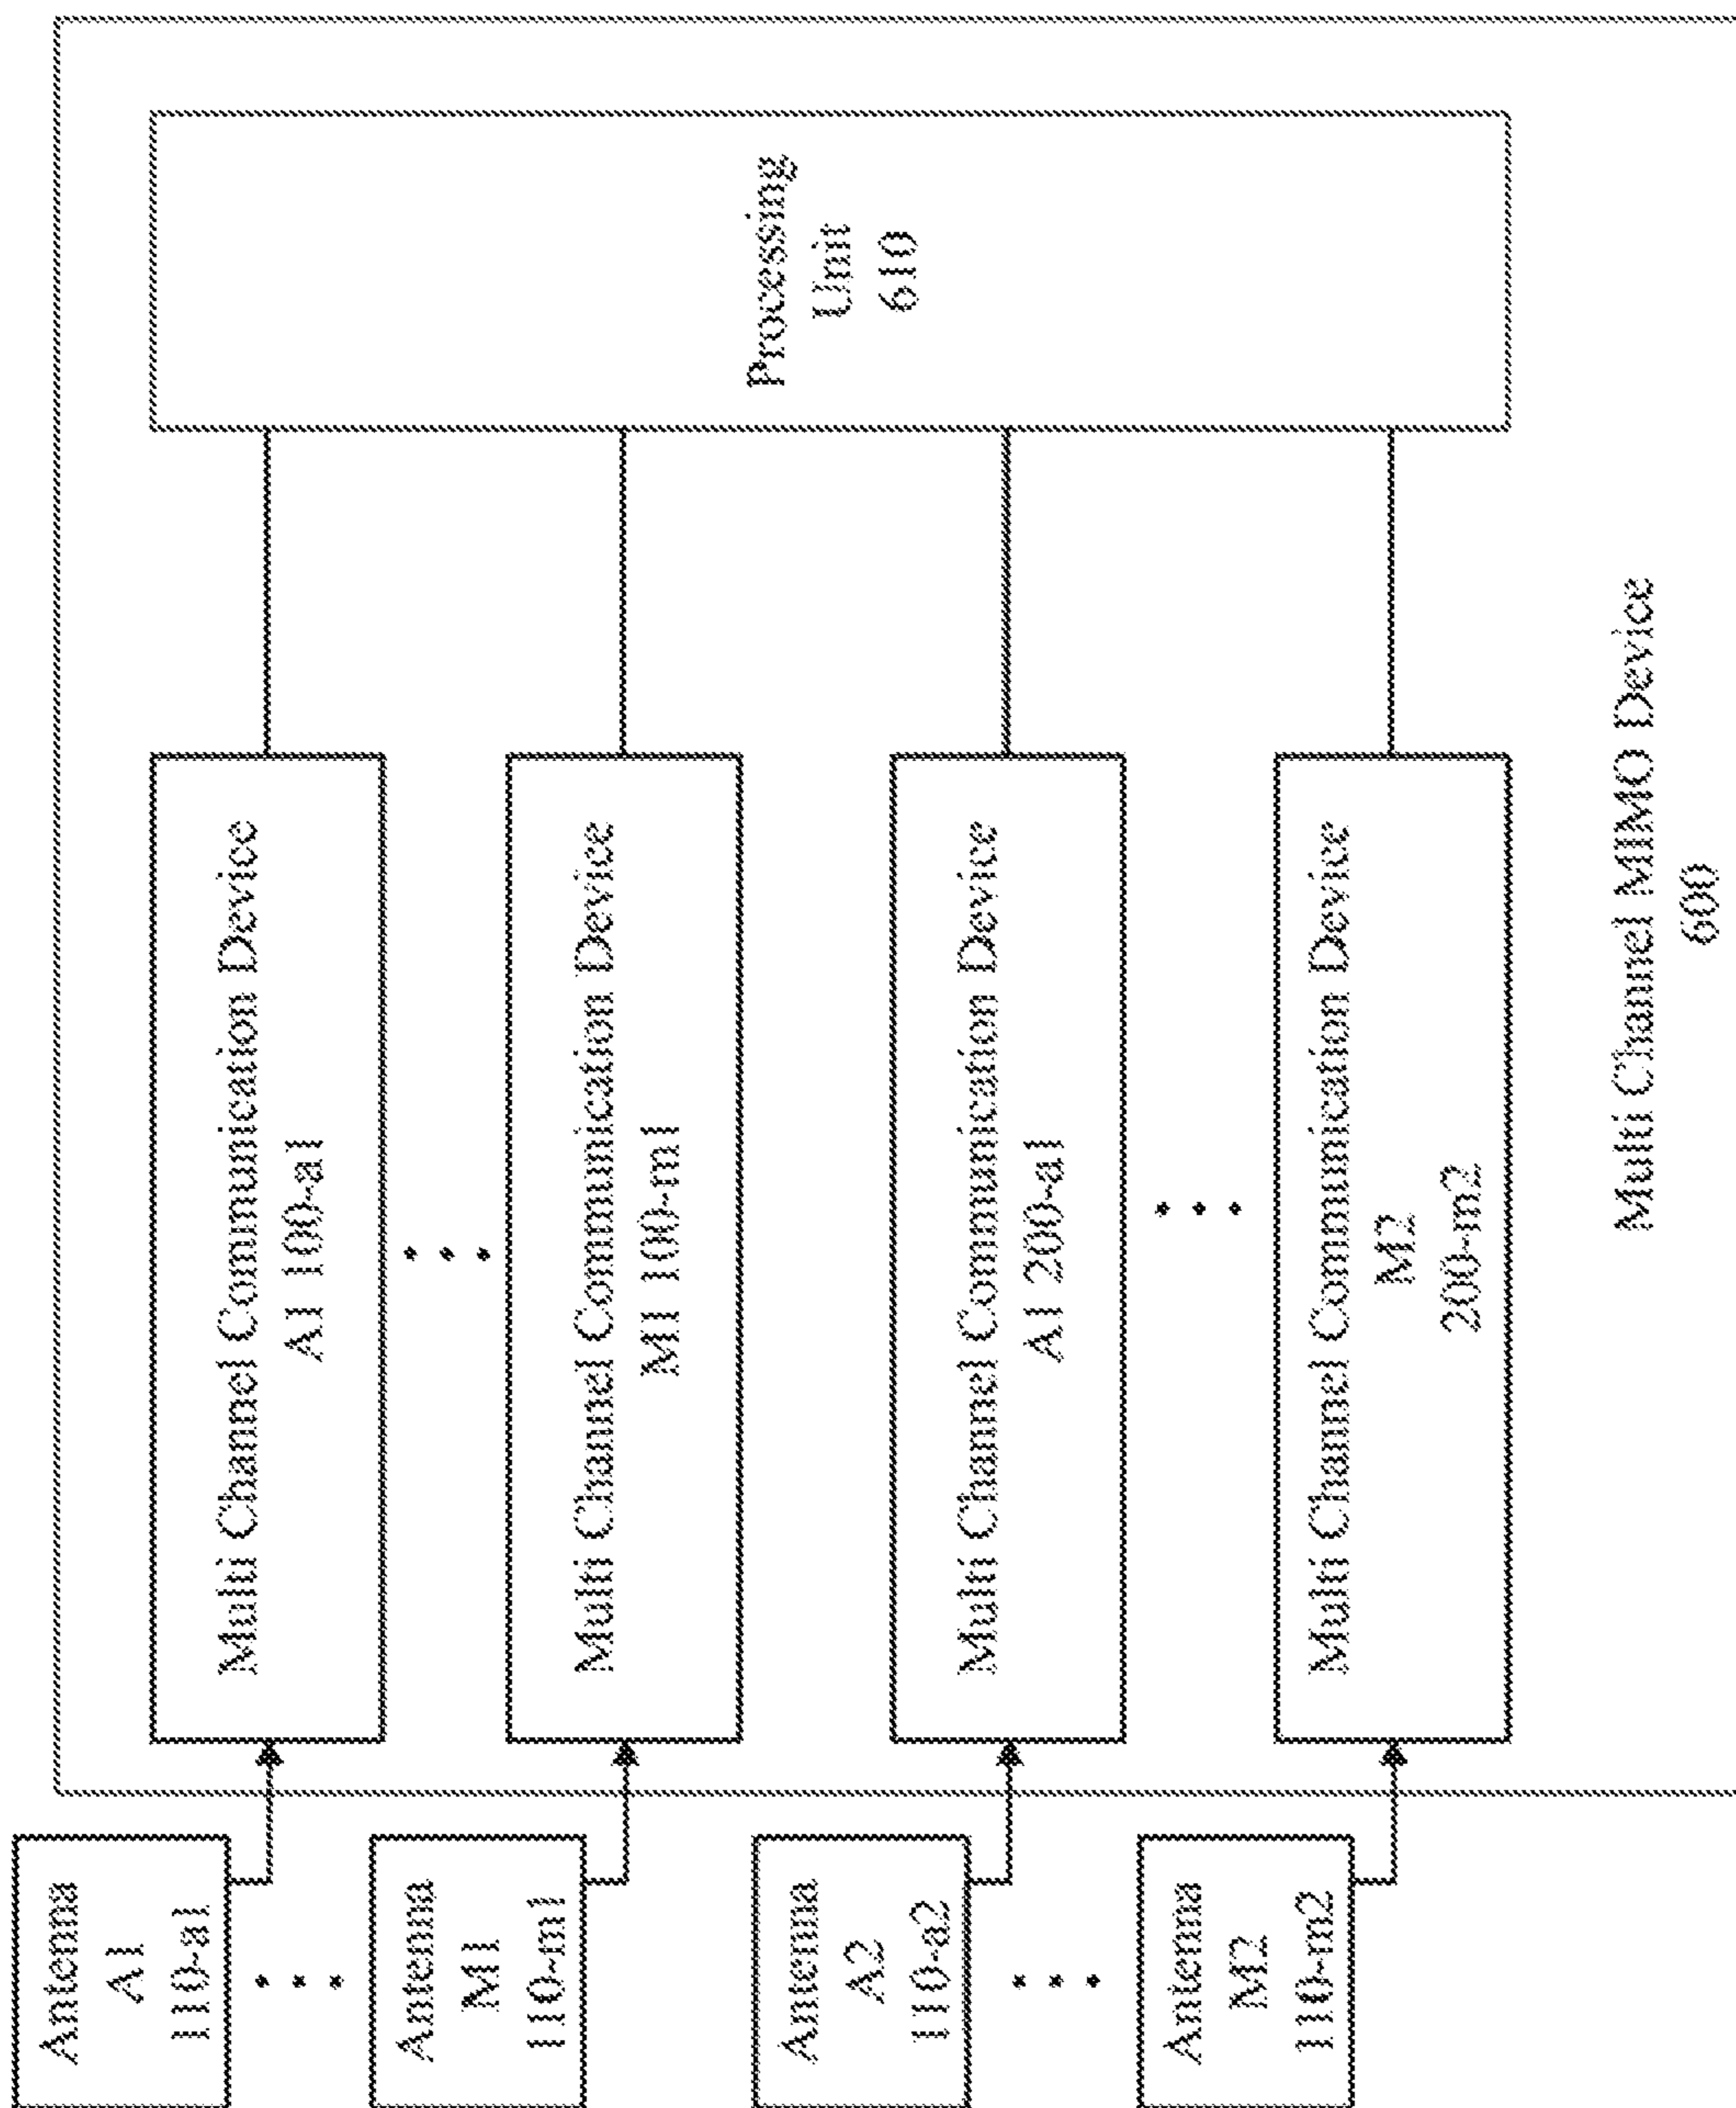 Antenna
A1
110-a1
Multi Channel Communication Device
A1 100-a1
Antenna
M1
110-m1
Multi Channel Communication Device
M1 100-m1
Antenna
A2
110-a2
Multi Channel Communication Device
A1 200-a1
Antenna
M2
110-m2
Multi Channel Communication Device
M2
200-m2
Processing
Unit
610
Multi Channel MIMO Device
600